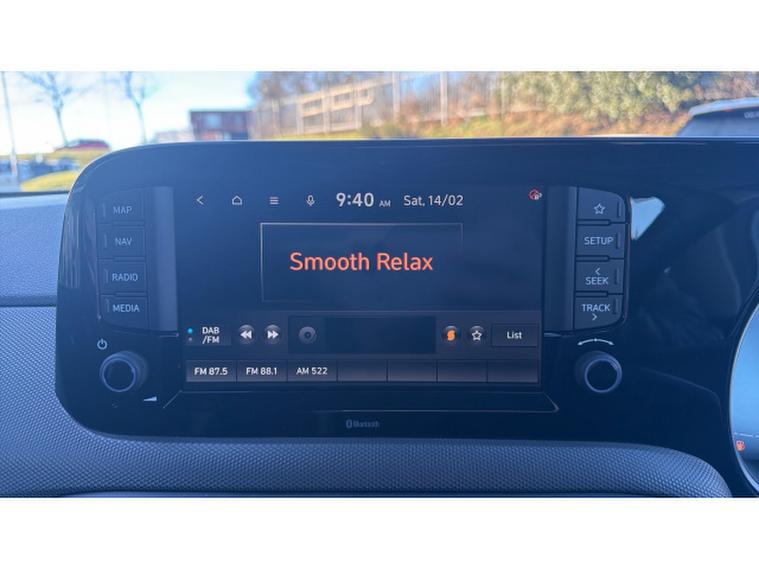 9:40 AM Sat, 14/02
MAP
NAV
RADIO
MEDIA
Smooth Relax
SETUP
SEEK
TRACK
DAB
/FM
List
FM 87.5 FM 88.1 AM 522
Bluetooth